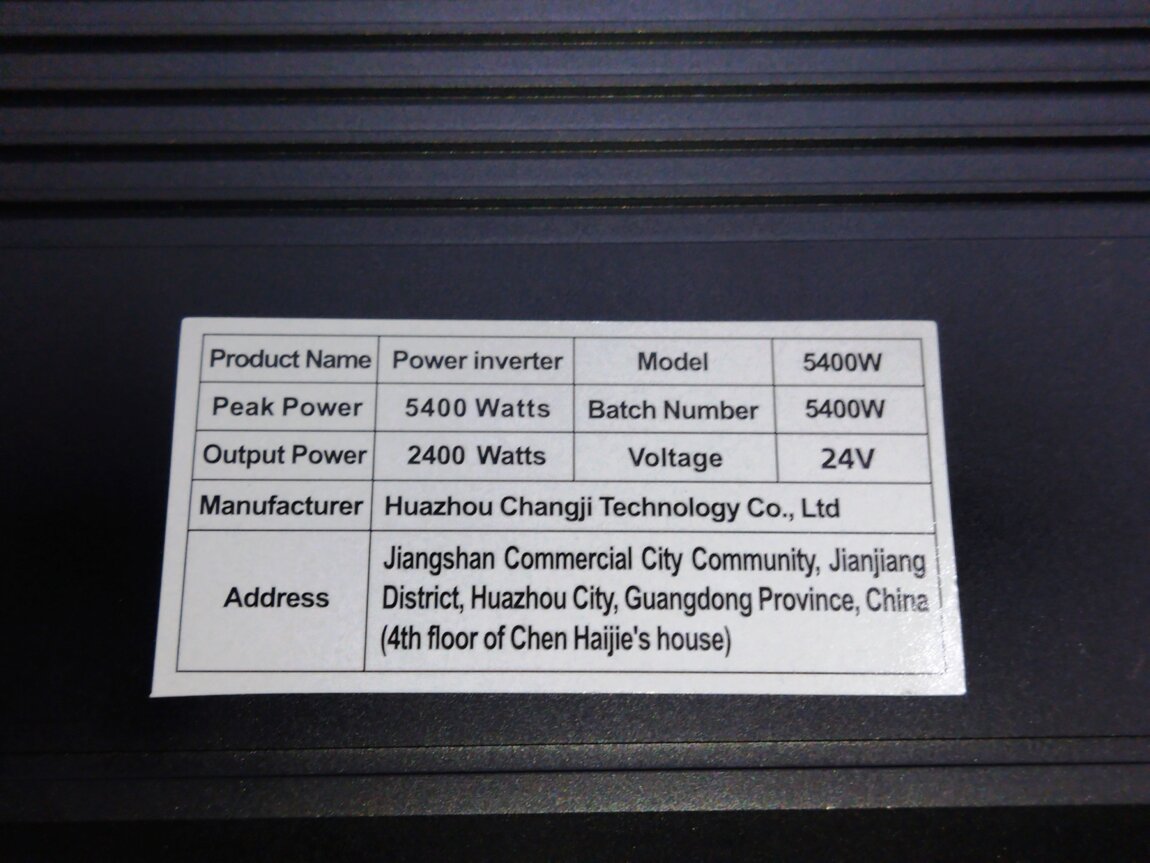 Product Name Power inverter Model 5400W
Peak Power 5400 Watts Batch Number 5400W
Output Power 2400 Watts Voltage 24V
Manufacturer Huazhou Changji Technology Co., Ltd
Address
Jiangshan Commercial City Community, Jianjiang
District, Huazhou City, Guangdong Province, China
(4th floor of Chen Haijie's house)